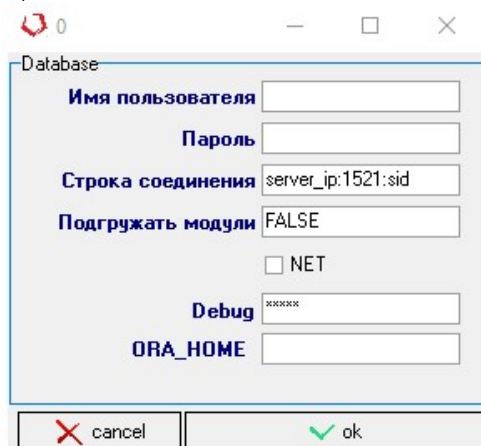 0
Database
Имя пользователя
Пароль
Строка соединения server_ip:1521:sid
Подгружать модули FALSE
NET
Debug *****
ORA_HOME
cancel ok